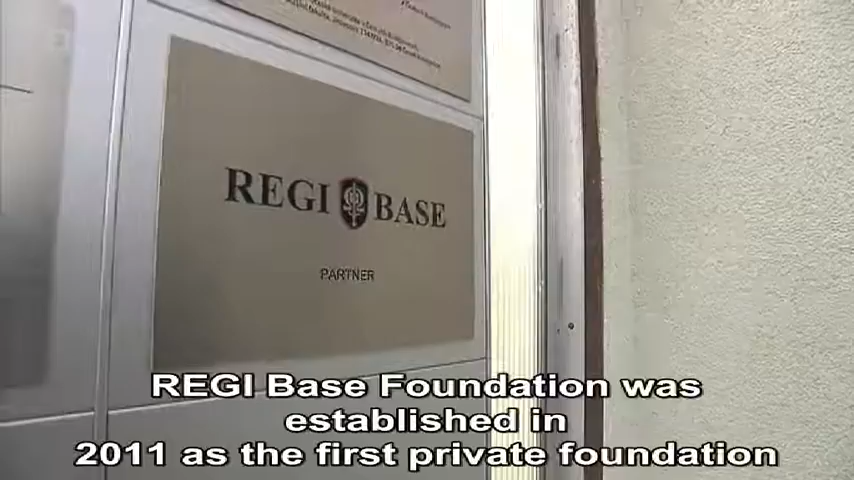 REGI BASE
PARTNER
REGI Base Foundation was
established in
2011 as the first private foundation